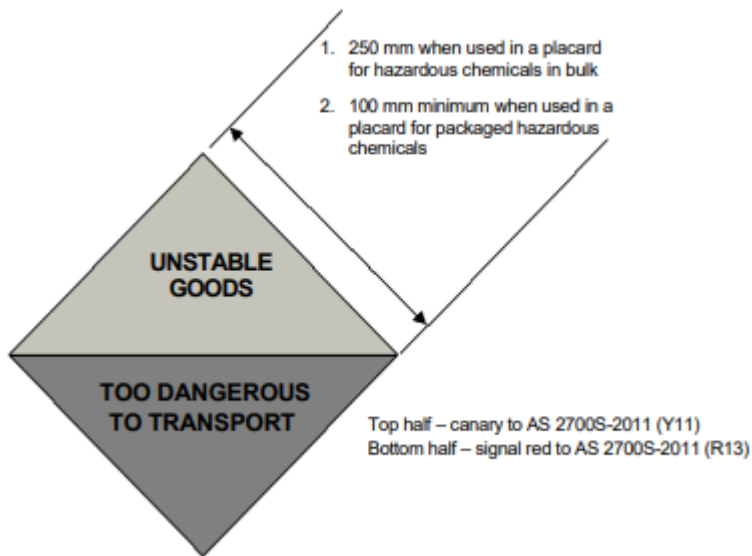 1. 250 mm when used in a placard
for hazardous chemicals in bulk
2. 100 mm minimum when used in a
placard for packaged hazardous
chemicals
UNSTABLE
GOODS
TOO DANGEROUS
TO TRANSPORT
Top half – canary to AS 2700S-2011 (Y11)
Bottom half – signal red to AS 2700S-2011 (R13)